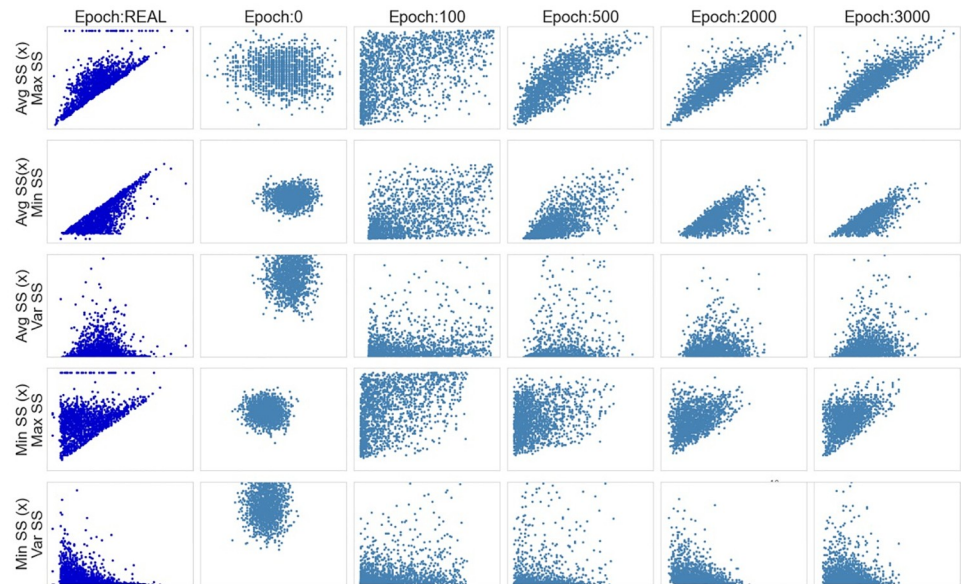 Epoch:REAL Epoch:0 Epoch:100 Epoch:500 Epoch:2000 Epoch:3000
Avg SS (x)
Max SS
Avg SS(x)
Min SS
Avg SS (x)
Var SS
Min SS (x)
Max SS
Min SS (x)
Var SS